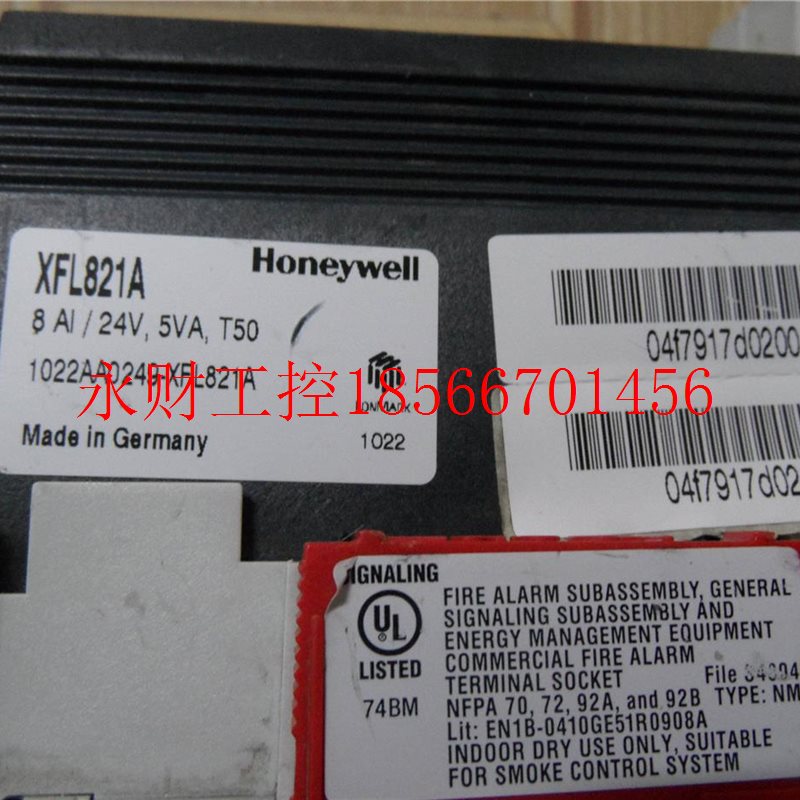 XFL821A
Honeywell
8 AI / 24V, 5VA, T50
1022AA0249-XFL821A
LONMARK
Made in Germany
1022
永财工控18566701456
04f7917d0200
04f7917d02
SIGNALING
UL
LISTED
74BM
FIRE ALARM SUBASSEMBLY, GENERAL
SIGNALING SUBASSEMBLY AND
ENERGY MANAGEMENT EQUIPMENT
COMMERCIAL FIRE ALARM
TERMINAL SOCKET
File
NFPA 70, 72, 92A, and 92B TYPE: NM
Lit: EN1B-0410GE51R0908A
INDOOR DRY USE ONLY, SUITABLE
FOR SMOKE CONTROL SYSTEM